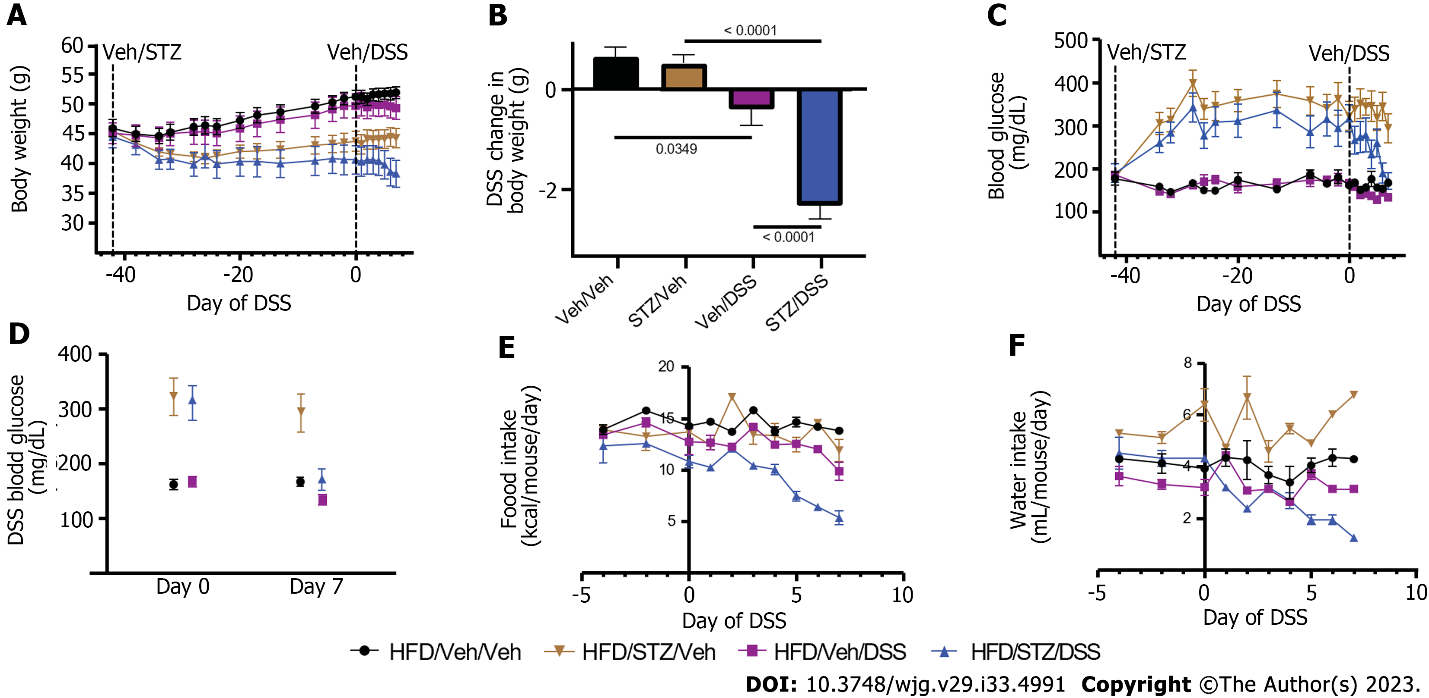 A
Body weight (g)
60
55
50
45
40
35
30
Veh/STZ
Veh/DSS
-40
-20
0
Day of DSS
B
DSS change in
body weight (g)
0
-2
< 0.0001
0.0349
< 0.0001
Veh/Veh
STZ/Veh
Veh/DSS
STZ/DSS
C
Blood glucose
(mg/dL)
500
400
300
200
100
Veh/STZ
Veh/DSS
-40
-20
0
Day of DSS
D
DSS blodd glucose
(mg/dL)
400
300
200
100
Day 0
Day 7
E
Foood intake
(kcal/mouse/day)
20
15
10
5
-5
0
5
10
Day of DSS
F
Water intake
(mL/mouse/day)
8
6
4
2
-5
0
5
10
Day of DSS
HFD/Veh/Veh
HFD/STZ/Veh
HFD/Veh/DSS
HFD/STZ/DSS
DOI: 10.3748/wjg.v29.i33.4991 Copyright ©The Author(s) 2023.